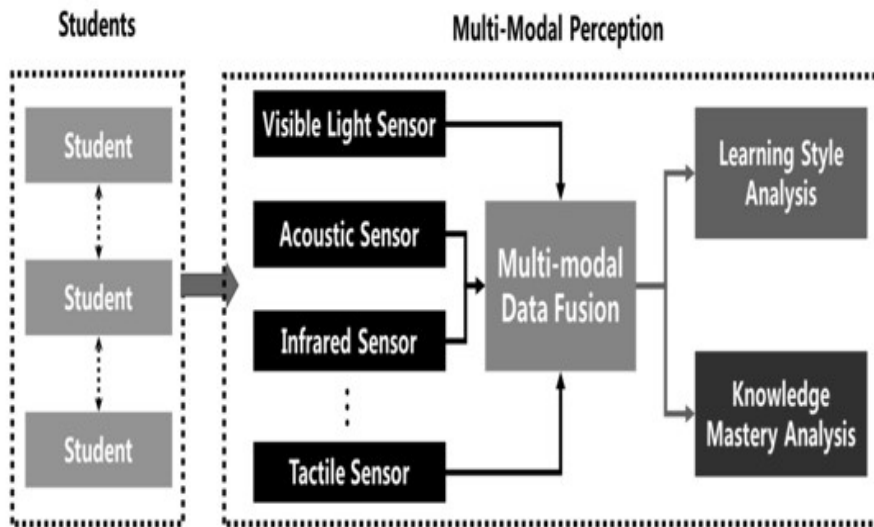 Students
Multi-Modal Perception
Student
Student
Student
Visible Light Sensor
Acoustic Sensor
Infrared Sensor
Tactile Sensor
Multi-modal
Data Fusion
Learning Style
Analysis
Knowledge
Mastery Analysis